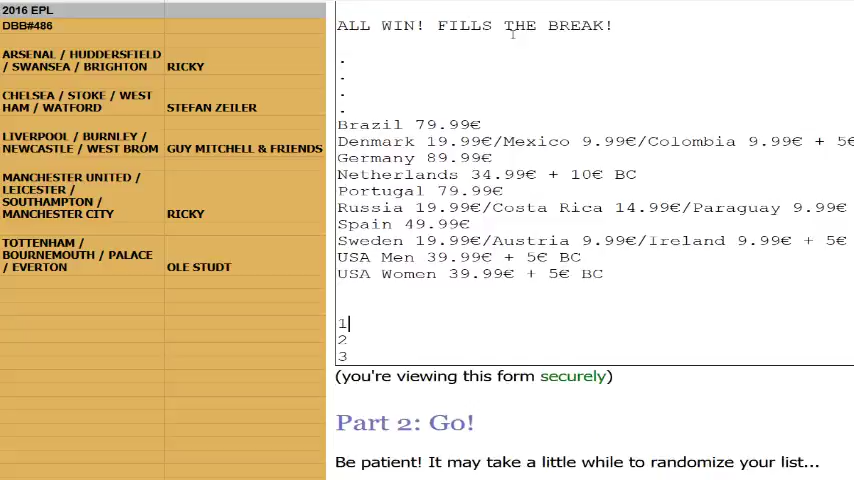 2016 EPL
DBB#486
ARSENAL / HUDDERSFIELD
/ SWANSEA / BRIGHTON RICKY
CHELSEA / STOKE / WEST
HAM / WATFORD STEFAN ZEILER
LIVERPOOL / BURNLEY /
NEWCASTLE / WEST BROM GUY MITCHELL & FRIENDS
MANCHESTER UNITED /
LEICESTER /
SOUTHAMPTON /
MANCHESTER CITY RICKY
TOTTENHAM /
BOURNEMOUTH / PALACE
/ EVERTON OLE STUDT
ALL WIN! FILLS THE BREAK!
.
.
.
.
Brazil 79.99€
Denmark 19.99€/Mexico 9.99€/Colombia 9.99€ + 5€
Germany 89.99€
Netherlands 34.99€ + 10€ BC
Portugal 79.99€
Russia 19.99€/Costa Rica 14.99€/Paraguay 9.99€
Spain 49.99€
Sweden 19.99€/Austria 9.99€/Ireland 9.99€ + 5€
USA Men 39.99€ + 5€ BC
USA Women 39.99€ + 5€ BC
1
2
3
(you're viewing this form securely)
Part 2: Go!
Be patient! It may take a little while to randomize your list...